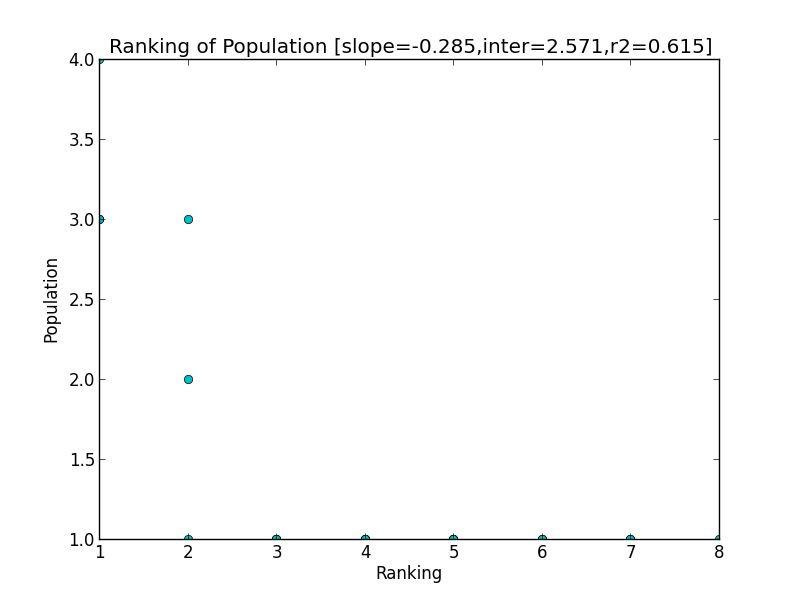 Ranking of Population [slope=-0.285,inter=2.571,r2=0.615]
4.0
3.5
3.0
2.5
2.0
1.5
1.0
Population
1 2 3 4 5 6 7 8
Ranking